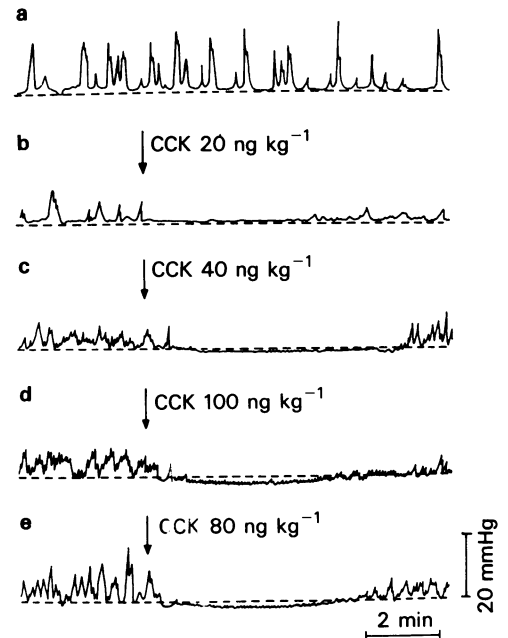 a
b
CCK 20 ng kg⁻¹
c
CCK 40 ng kg⁻¹
d
CCK 100 ng kg⁻¹
e
CCK 80 ng kg⁻¹
20 mmHg
2 min